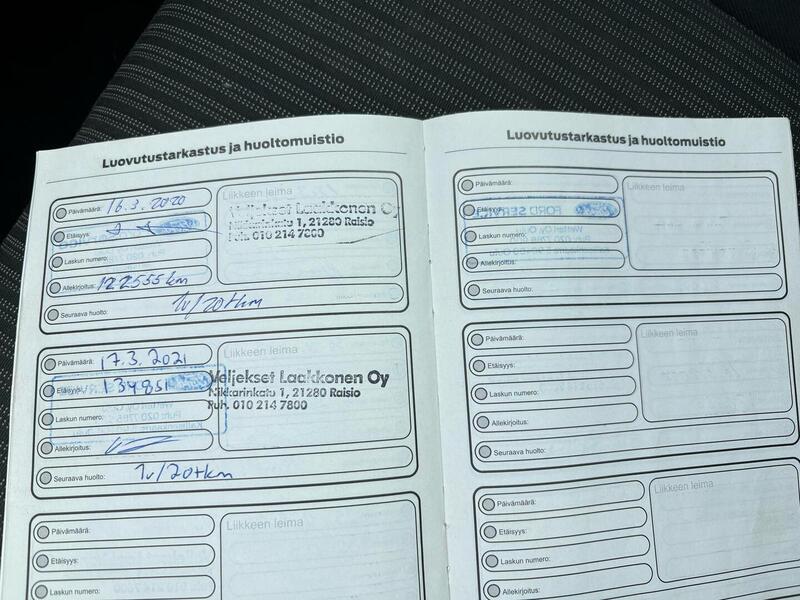 Luovutustarkastus ja huoltomuistio
Päivämäärä: 16.3.2020
Etäisyys:
Laskun numero:
Allekirjoitus: 122555km
Seuraava huolto: 1v/20tkm
Liikkeen leima
Veljekset Laakkonen Oy
Nikkarinkatu 1, 21280 Raisio
Puh. 010 214 7800
Päivämäärä: 17.3.2021
Etäisyys: 134851
Laskun numero:
Allekirjoitus:
Seuraava huolto: 1v/20tkm
Liikkeen leima
Veljekset Laakkonen Oy
Nikkarinkatu 1, 21280 Raisio
Puh. 010 214 7800
Päivämäärä:
Etäisyys:
Laskun numero:
Liikkeen leima
Luovutustarkastus ja huoltomuistio
Päivämäärä:
Etäisyys:
Laskun numero:
Allekirjoitus:
Seuraava huolto:
Liikkeen leima
Päivämäärä:
Etäisyys:
Laskun numero:
Allekirjoitus:
Seuraava huolto:
Liikkeen leima
Päivämäärä:
Etäisyys:
Laskun numero:
Allekirjoitus:
Liikkeen leima